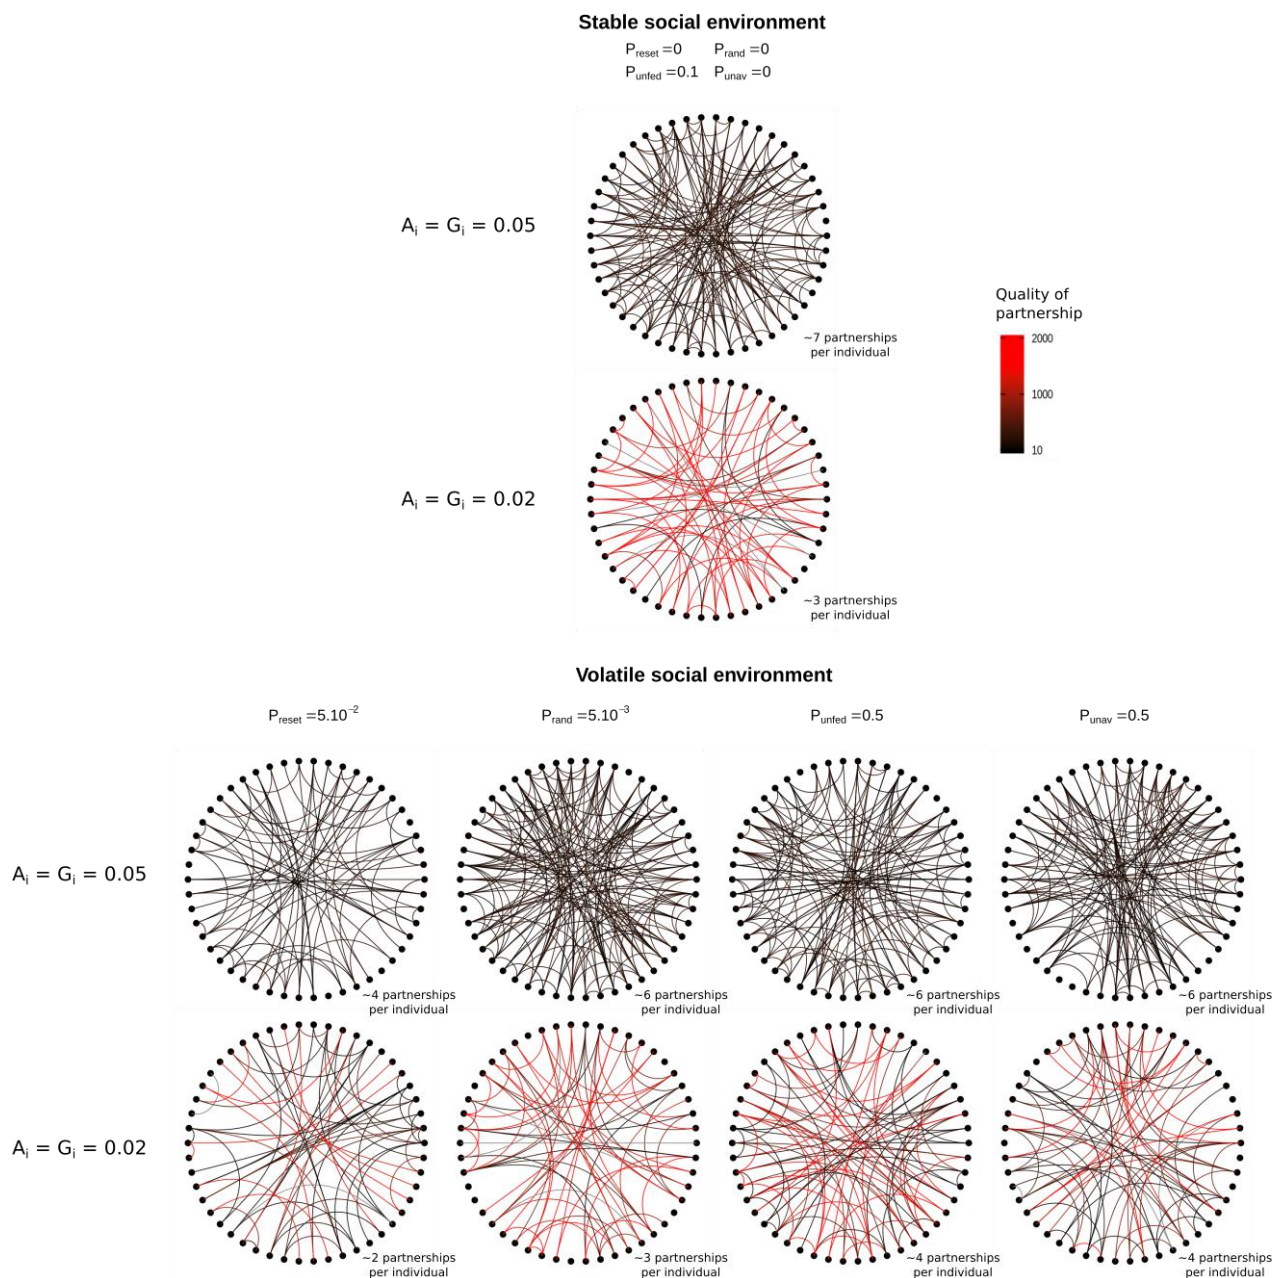 Stable social environment
P_reset =0 P_rand =0
P_unfed =0.1 P_unav =0
A_i = G_i = 0.05
~7 partnerships
per individual
Quality of
partnership
2000
1000
10
A_i = G_i = 0.02
~3 partnerships
per individual
Volatile social environment
P_reset =5.10^−2 P_rand =5.10^−3 P_unfed =0.5 P_unav =0.5
A_i = G_i = 0.05
~4 partnerships
per individual
~6 partnerships
per individual
~6 partnerships
per individual
~6 partnerships
per individual
A_i = G_i = 0.02
~2 partnerships
per individual
~3 partnerships
per individual
~4 partnerships
per individual
~4 partnerships
per individual